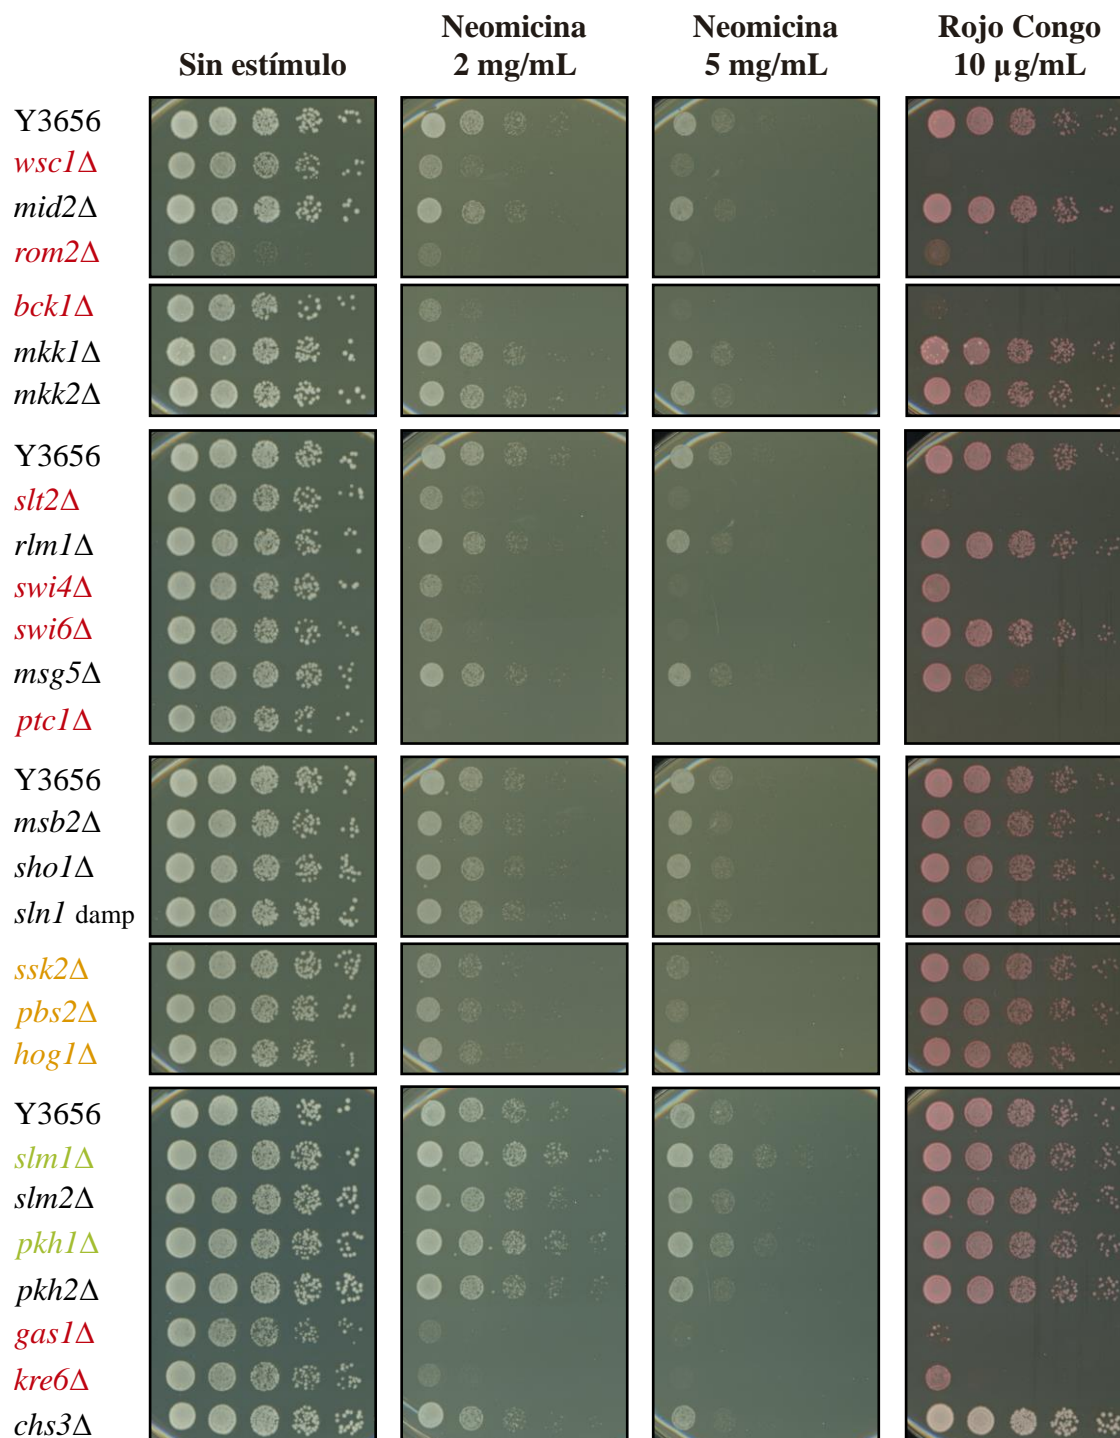 Sin estímulo
Neomicina
2 mg/mL
Neomicina
5 mg/mL
Rojo Congo
10 µg/mL
Y3656
wsc1Δ
mid2Δ
rom2Δ
bck1Δ
mkk1Δ
mkk2Δ
Y3656
slt2Δ
rlm1Δ
swi4Δ
swi6Δ
msg5Δ
ptc1Δ
Y3656
msb2Δ
sho1Δ
sln1 damp
ssk2Δ
pbs2Δ
hog1Δ
Y3656
slm1Δ
slm2Δ
pkh1Δ
pkh2Δ
gas1Δ
kre6Δ
chs3Δ